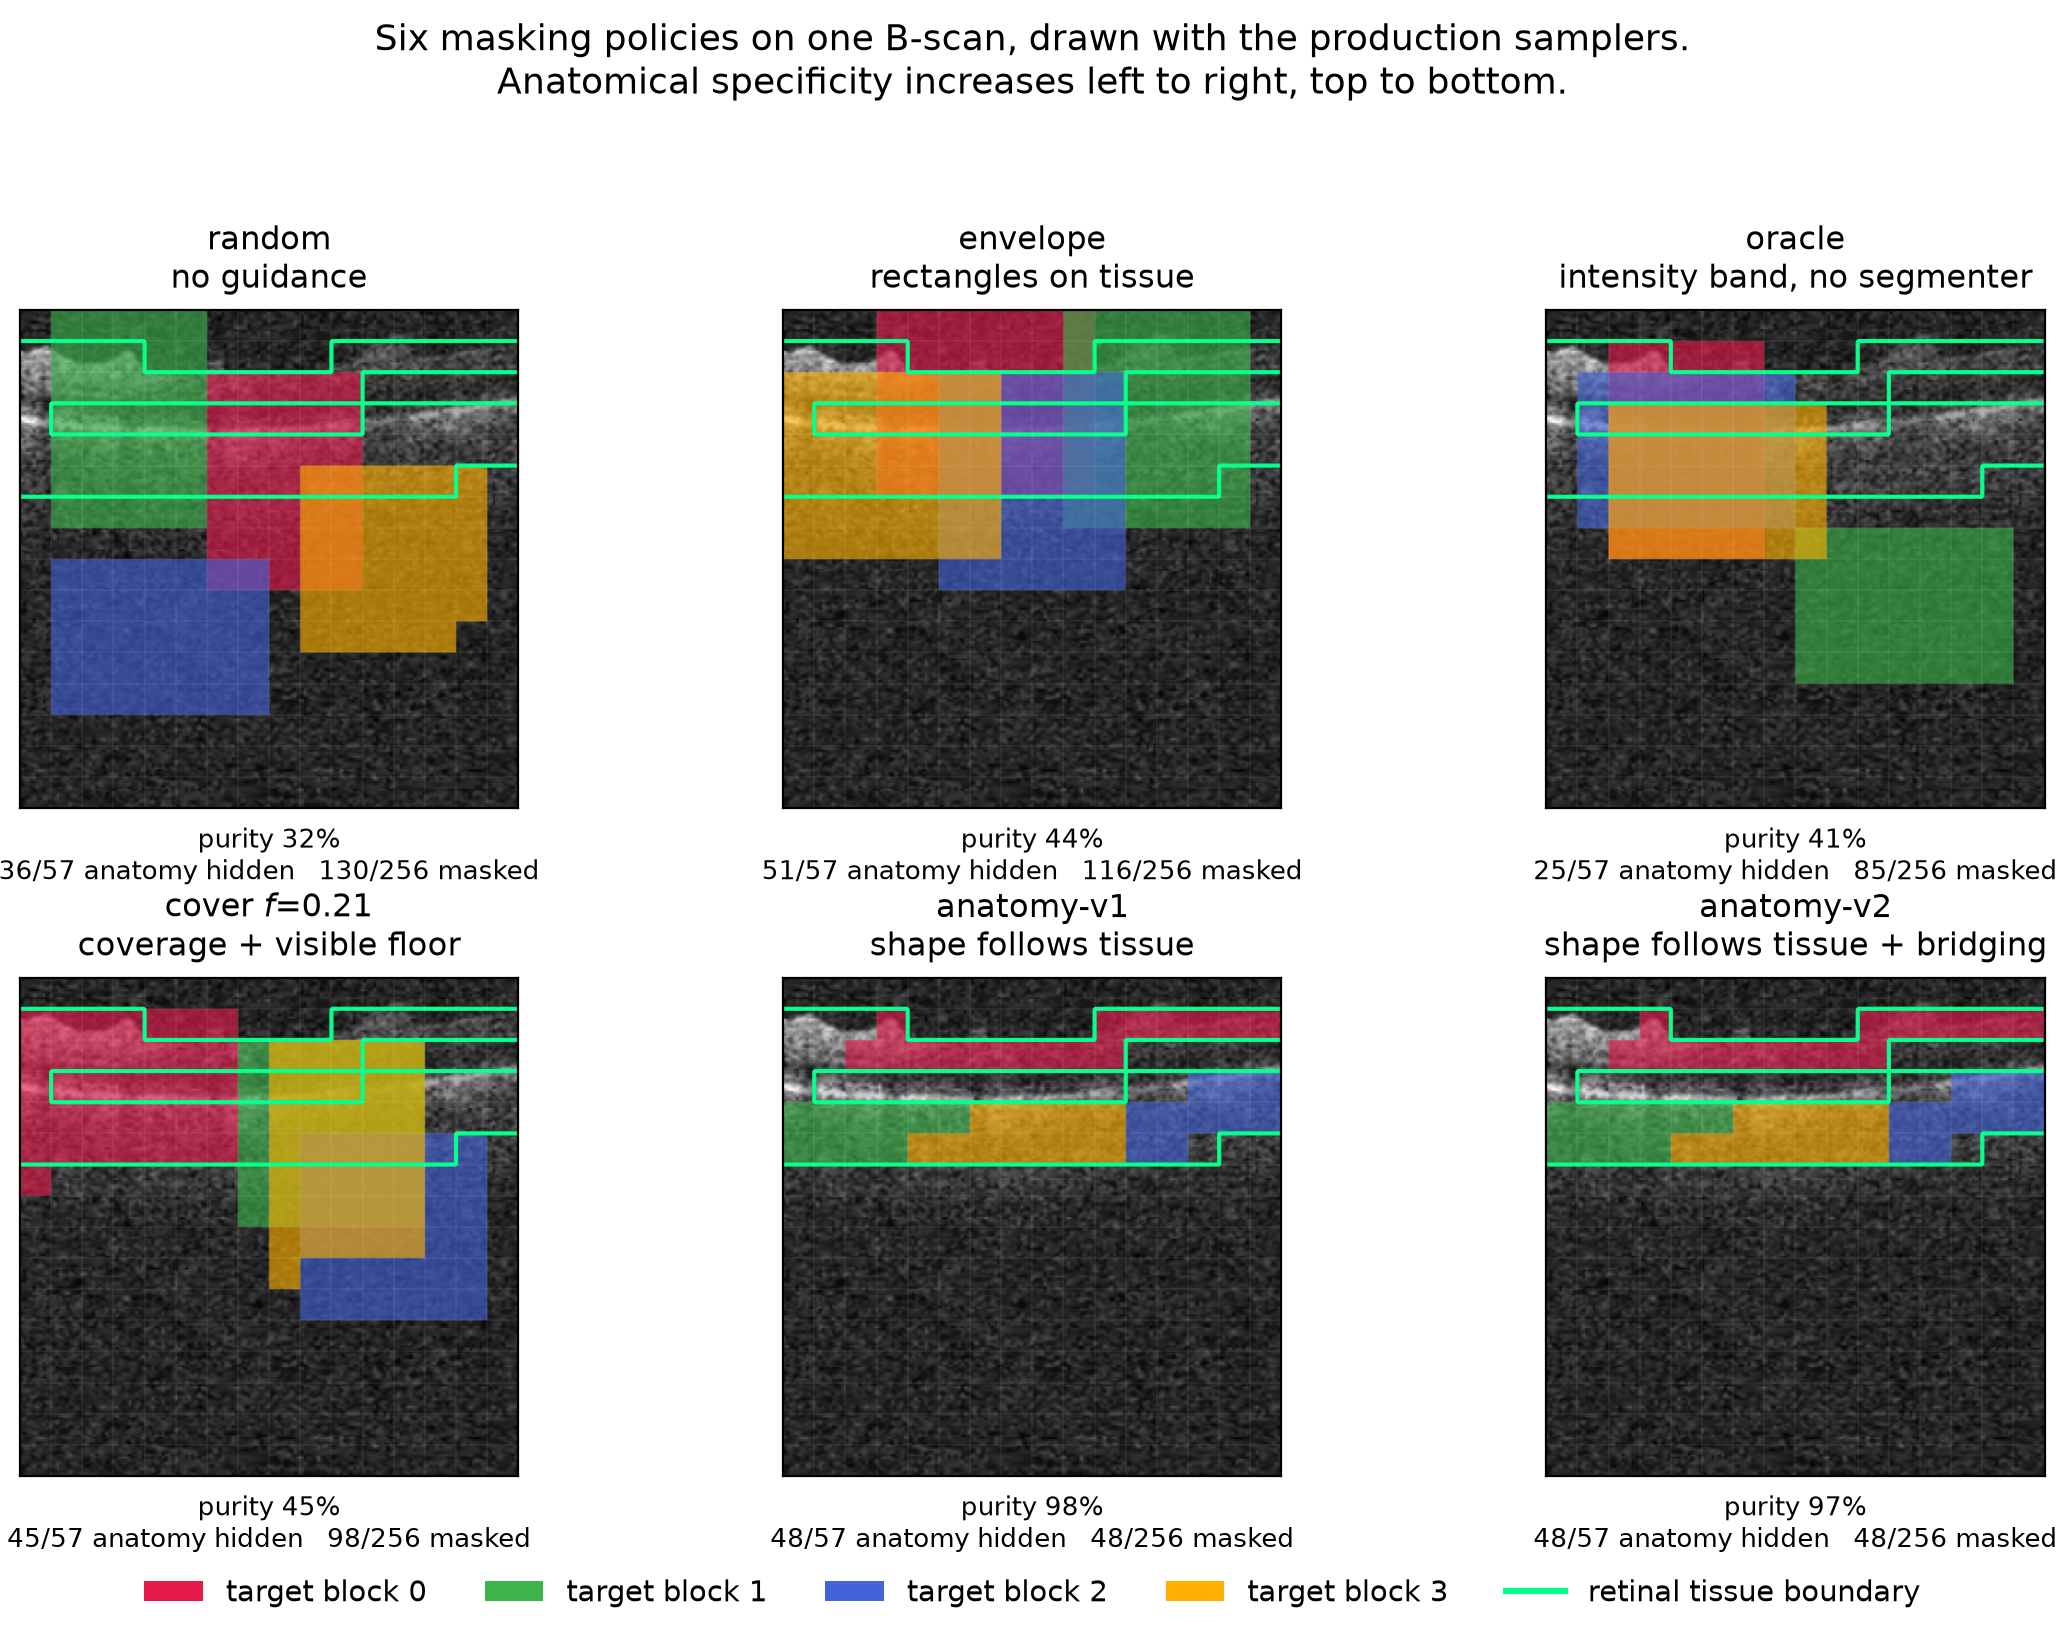 Six masking policies on one B-scan, drawn with the production samplers.
Anatomical specificity increases left to right, top to bottom.
random
no guidance
envelope
rectangles on tissue
oracle
intensity band, no segmenter
purity 32%
36/57 anatomy hidden   130/256 masked
purity 44%
51/57 anatomy hidden   116/256 masked
purity 41%
25/57 anatomy hidden   85/256 masked
cover f=0.21
coverage + visible floor
anatomy-v1
shape follows tissue
anatomy-v2
shape follows tissue + bridging
purity 45%
45/57 anatomy hidden   98/256 masked
purity 98%
48/57 anatomy hidden   48/256 masked
purity 97%
48/57 anatomy hidden   48/256 masked
target block 0
target block 1
target block 2
target block 3
retinal tissue boundary